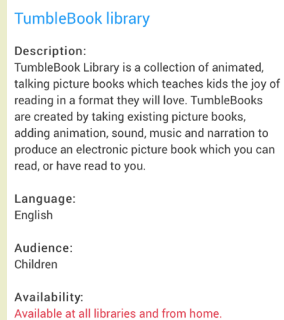 TumbleBook library
Description:
TumbleBook Library is a collection of animated,
talking picture books which teaches kids the joy of
reading in a format they will love. TumbleBooks
are created by taking existing picture books,
adding animation, sound, music and narration to
produce an electronic picture book which you can
read, or have read to you.
Language:
English
Audience:
Children
Availability:
Available at all libraries and from home.